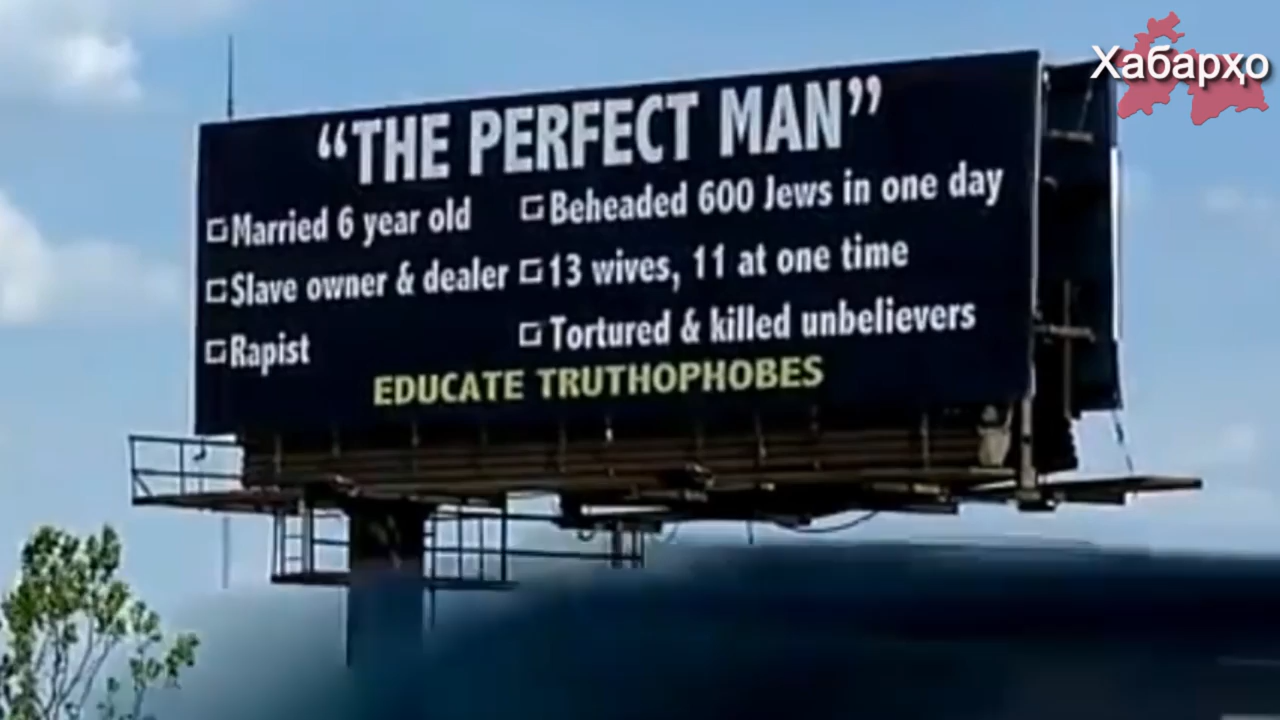 Хабарҳо
“THE PERFECT MAN”
Married 6 year old
Beheaded 600 Jews in one day
Slave owner & dealer
13 wives, 11 at one time
Rapist
Tortured & killed unbelievers
EDUCATE TRUTHOPHOBES